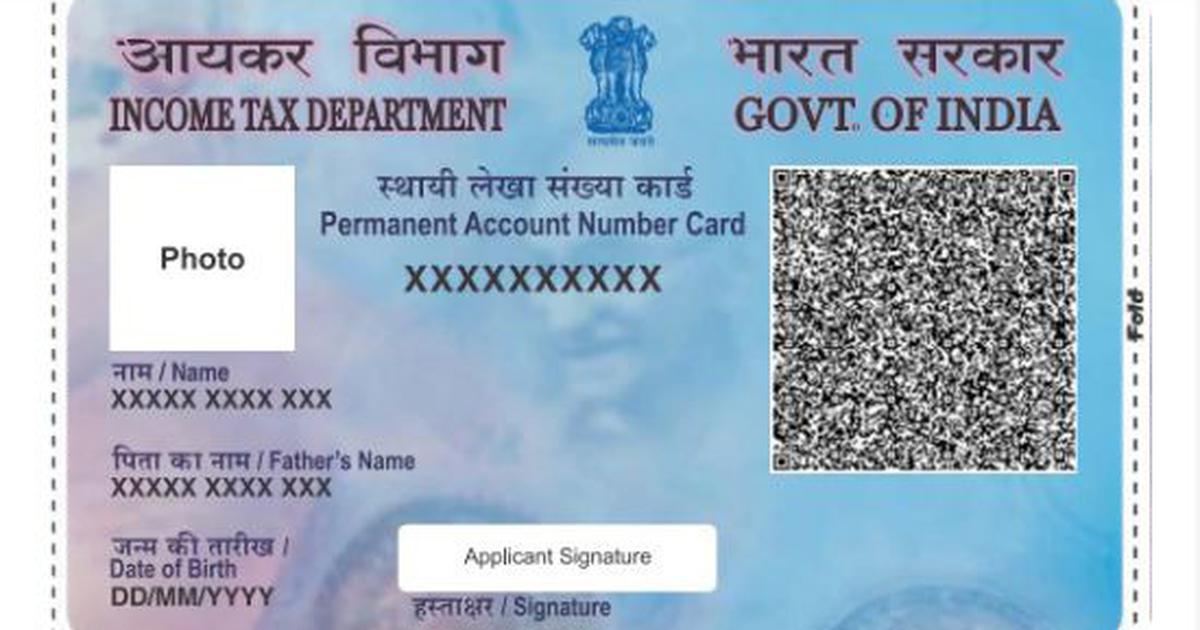 आयकर विभाग
INCOME TAX DEPARTMENT
सत्यमेव जयते
भारत सरकार
GOVT. OF INDIA
Photo
स्थायी लेखा संख्या कार्ड
Permanent Account Number Card
XXXXXXXXXX
नाम / Name
XXXXX XXXX XXX
पिता का नाम / Father's Name
XXXXX XXXX XXX
जन्म की तारीख /
Date of Birth
DD/MM/YYYY
Applicant Signature
हस्ताक्षर / Signature
Fold